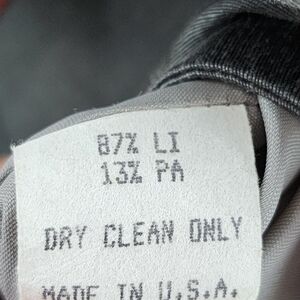 87% LI
13% PA
DRY CLEAN ONLY
MADE IN U.S.A.